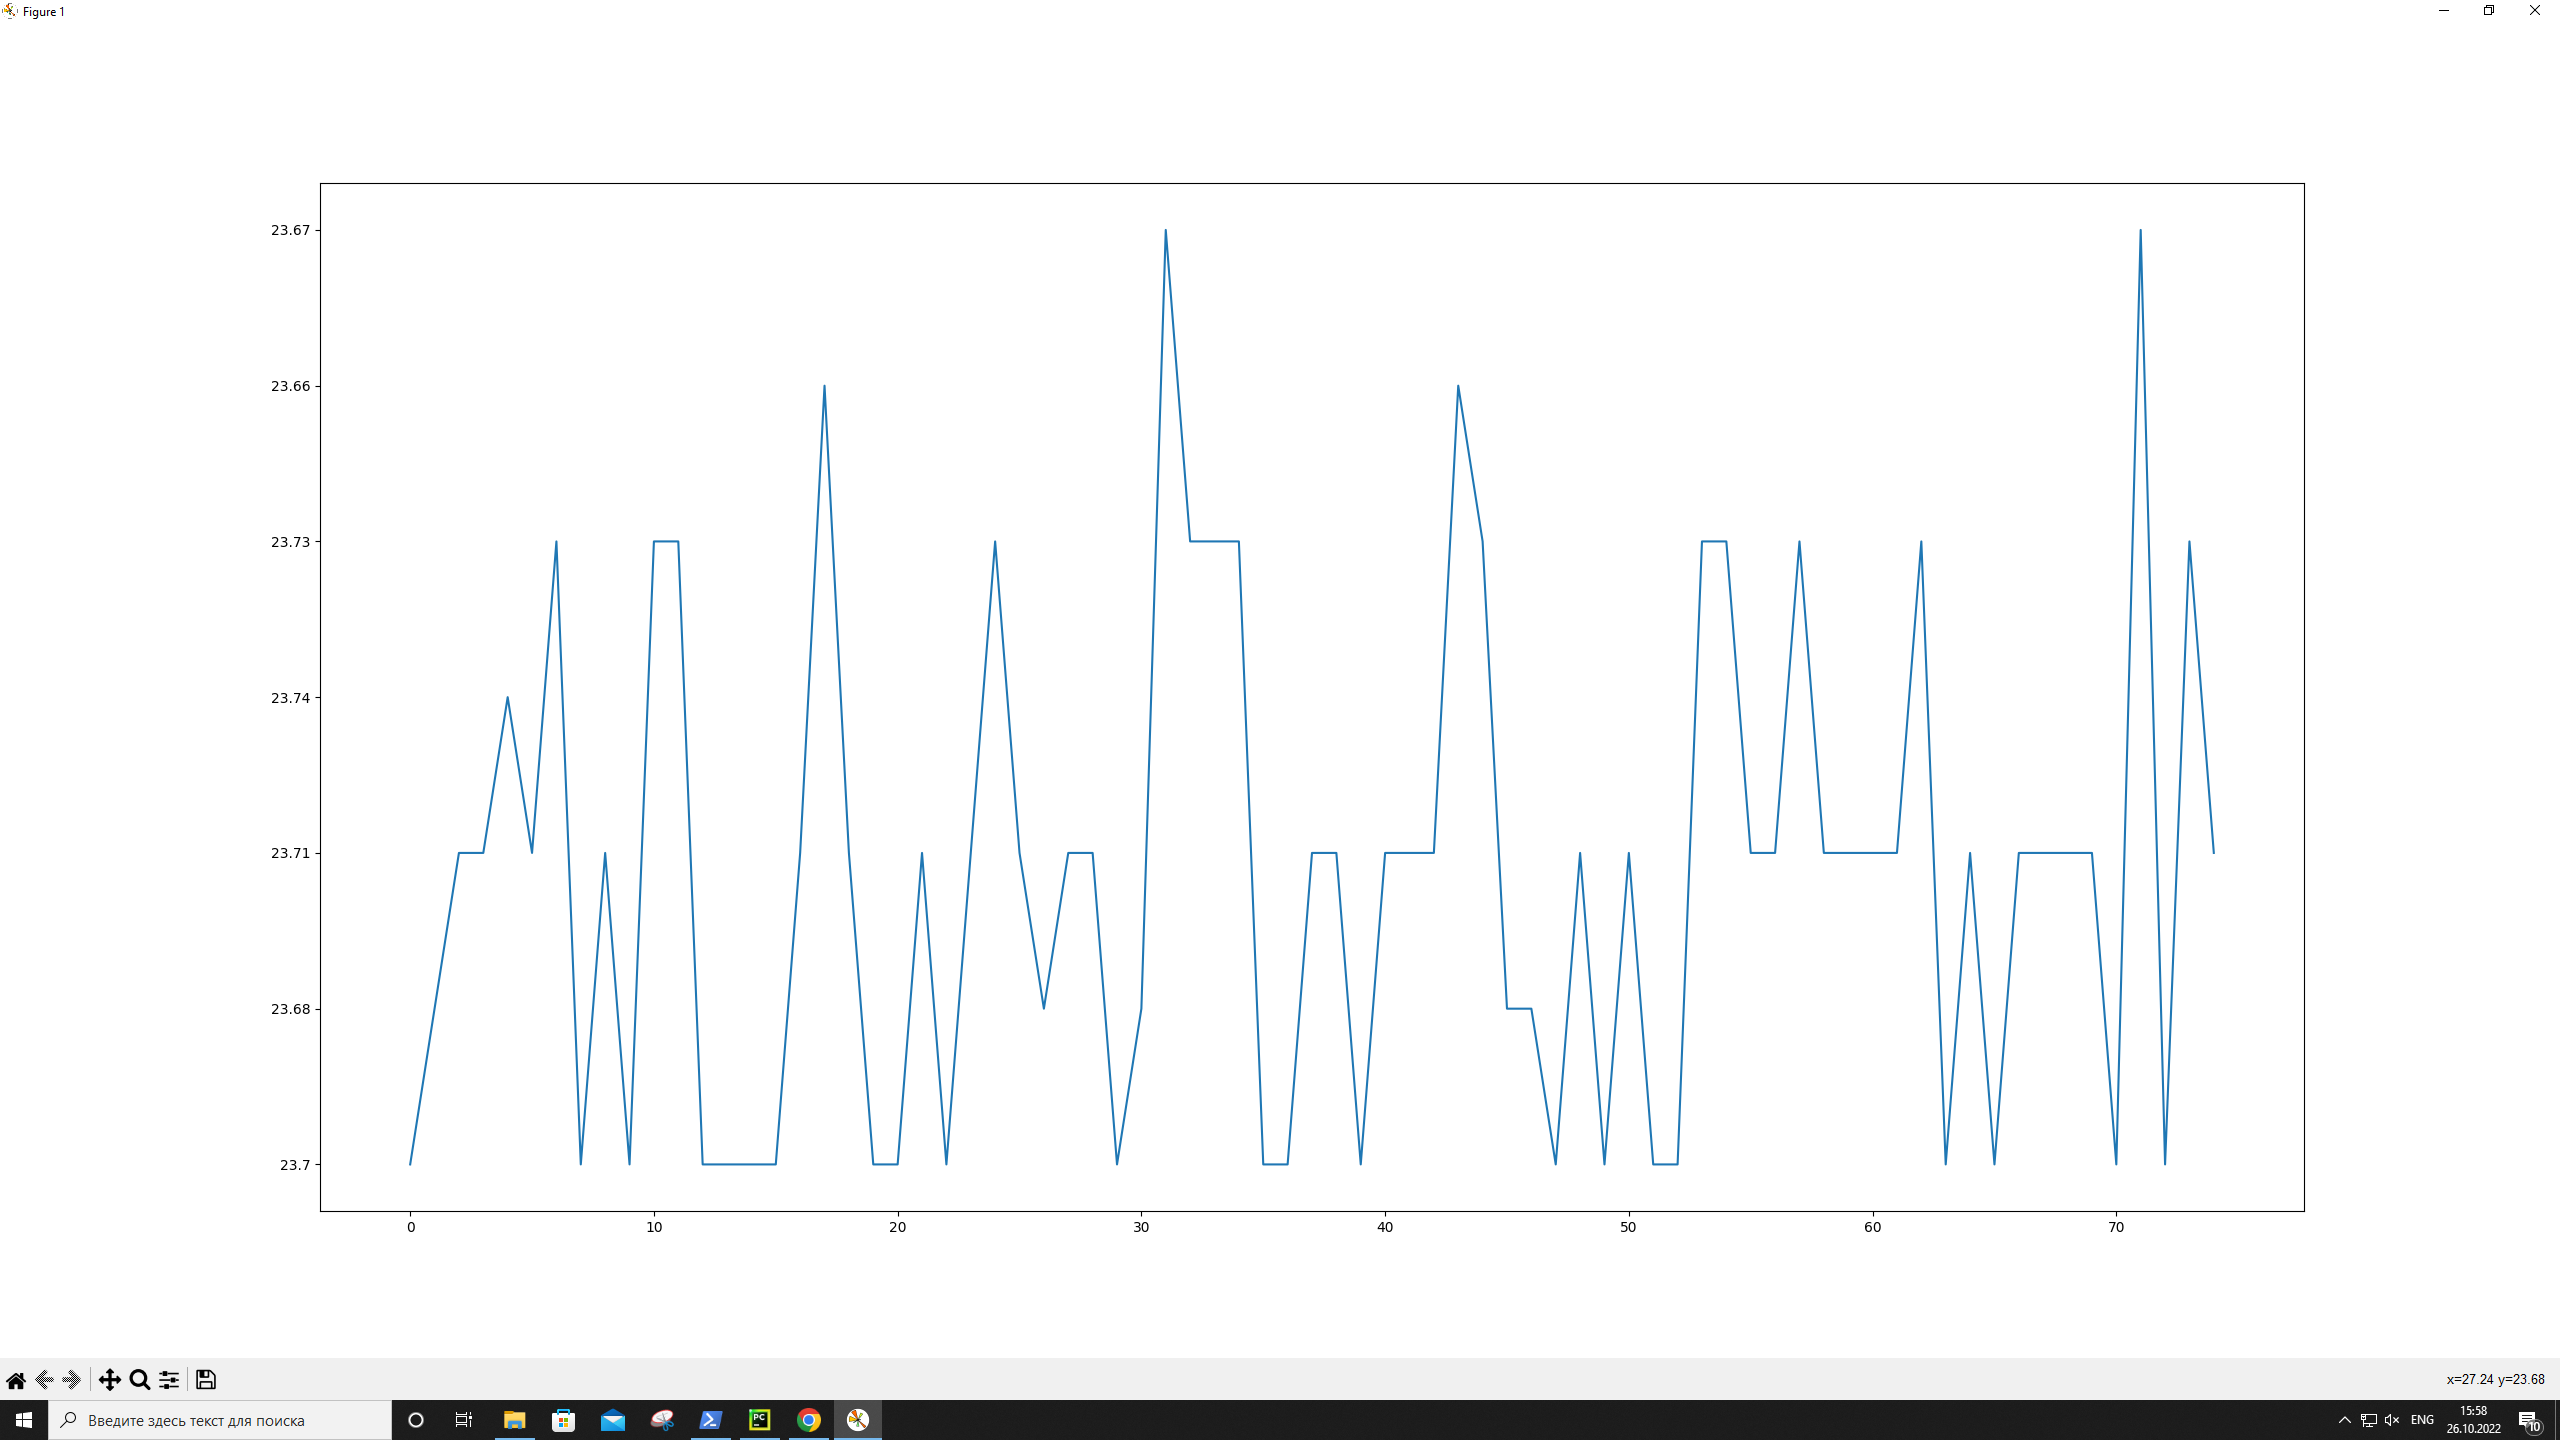 Figure 1
23.67
23.66
23.73
23.74
23.71
23.68
23.7
0 10 20 30 40 50 60 70
x=27.24 y=23.68
Введите здесь текст для поиска
PC
ENG
15:58
26.10.2022
10